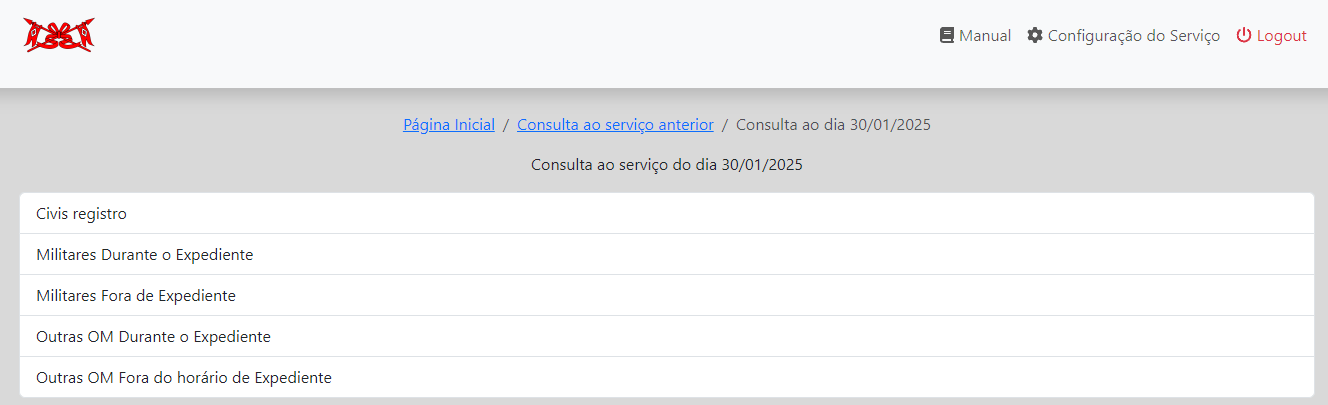 Manual Configuração do Serviço Logout
Página Inicial / Consulta ao serviço anterior / Consulta ao dia 30/01/2025
Consulta ao serviço do dia 30/01/2025
Civis registro
Militares Durante o Expediente
Militares Fora de Expediente
Outras OM Durante o Expediente
Outras OM Fora do horário de Expediente